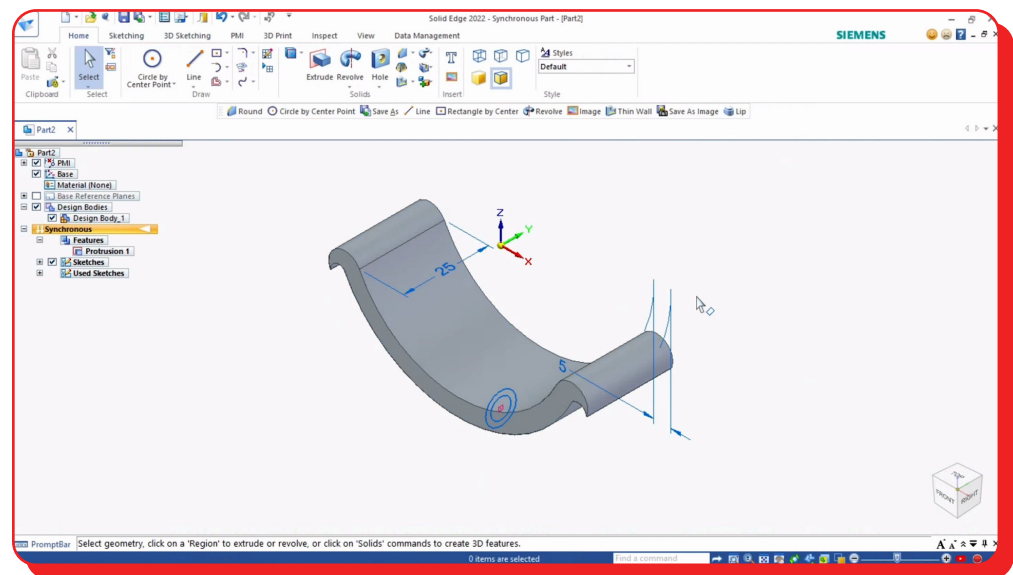 Solid Edge 2022 - Synchronous Part - [Part2]
Home Sketching 3D Sketching PMI 3D Print Inspect View Data Management
SIEMENS
Paste
Clipboard
Select
Select
Circle by
Center Point
Line
Draw
Extrude Revolve Hole
Solids
Insert
Styles
Default
Style
Round Circle by Center Point Save As Line Rectangle by Center Revolve Image Thin Wall Save As Image Lip
Part2
Part2
PMI
Base
Material (None)
Base Reference Planes
Design Bodies
Design Body_1
Synchronous
Features
Protrusion 1
Sketches
Used Sketches
Z
Y
X
25
5
FRONT RIGHT
PromptBar Select geometry, click on a 'Region' to extrude or revolve, or click on 'Solids' commands to create 3D features.
0 items are selected
Find a command